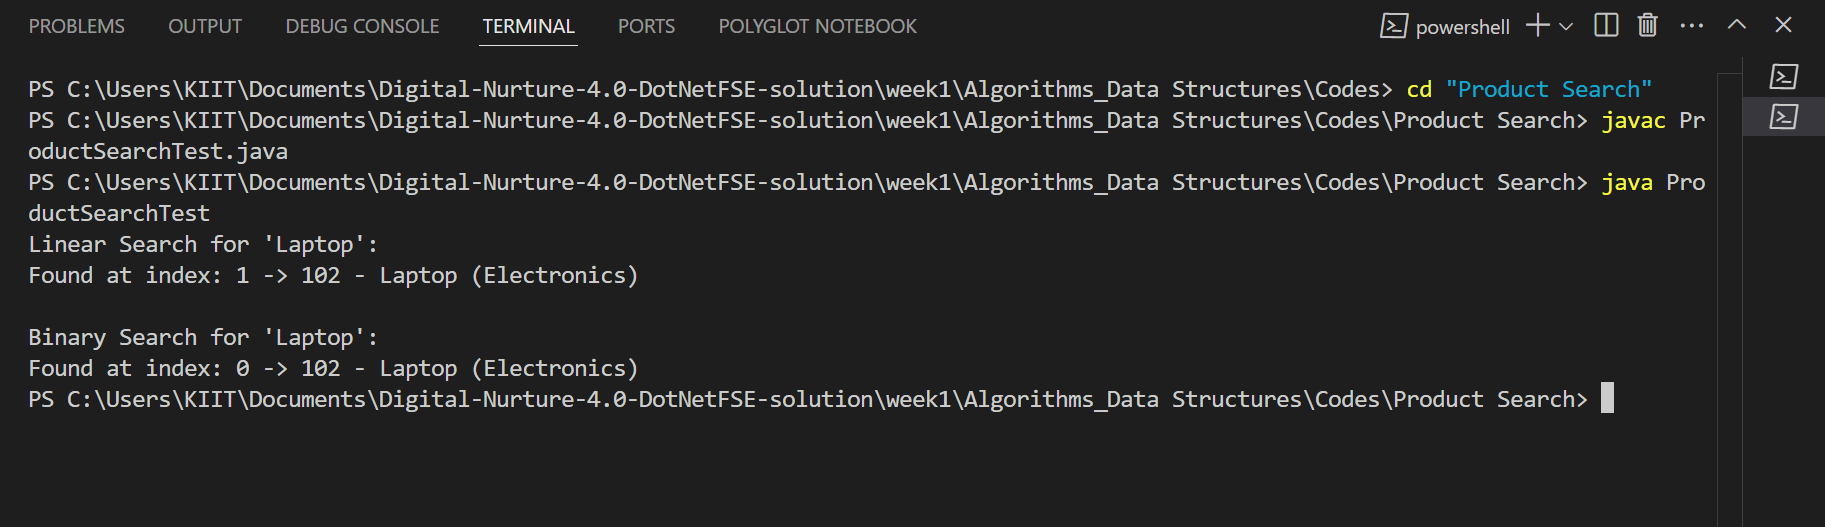 PROBLEMS OUTPUT DEBUG CONSOLE TERMINAL PORTS POLYGLOT NOTEBOOK powershell
PS C:\Users\KIIT\Documents\Digital-Nurture-4.0-DotNetFSE-solution\week1\Algorithms_Data Structures\Codes> cd "Product Search"
PS C:\Users\KIIT\Documents\Digital-Nurture-4.0-DotNetFSE-solution\week1\Algorithms_Data Structures\Codes\Product Search> javac Pr
oductSearchTest.java
PS C:\Users\KIIT\Documents\Digital-Nurture-4.0-DotNetFSE-solution\week1\Algorithms_Data Structures\Codes\Product Search> java Pro
ductSearchTest
Linear Search for 'Laptop':
Found at index: 1 -> 102 - Laptop (Electronics)
Binary Search for 'Laptop':
Found at index: 0 -> 102 - Laptop (Electronics)
PS C:\Users\KIIT\Documents\Digital-Nurture-4.0-DotNetFSE-solution\week1\Algorithms_Data Structures\Codes\Product Search>